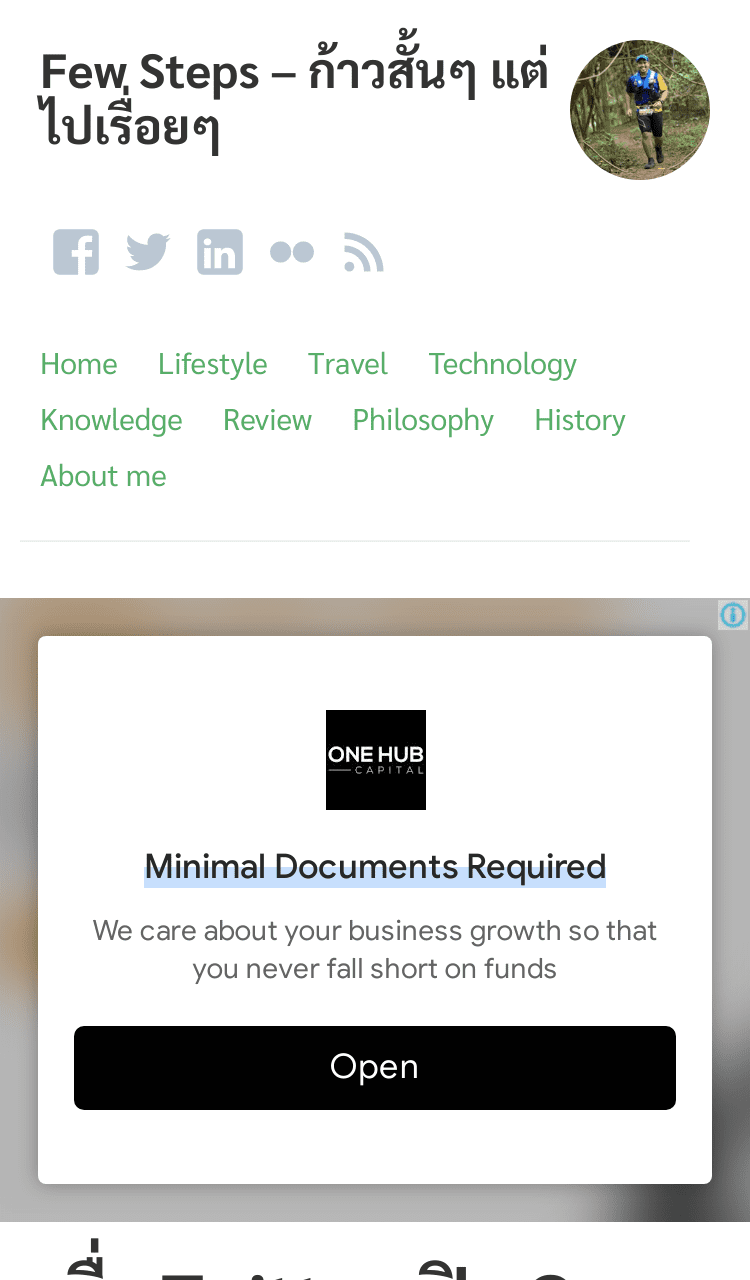 Few Steps – ก้าวสั้นๆ แต่
ไปเรื่อยๆ
Home Lifestyle Travel Technology
Knowledge Review Philosophy History
About me
ONE HUB
CAPITAL
Minimal Documents Required
We care about your business growth so that
you never fall short on funds
Open